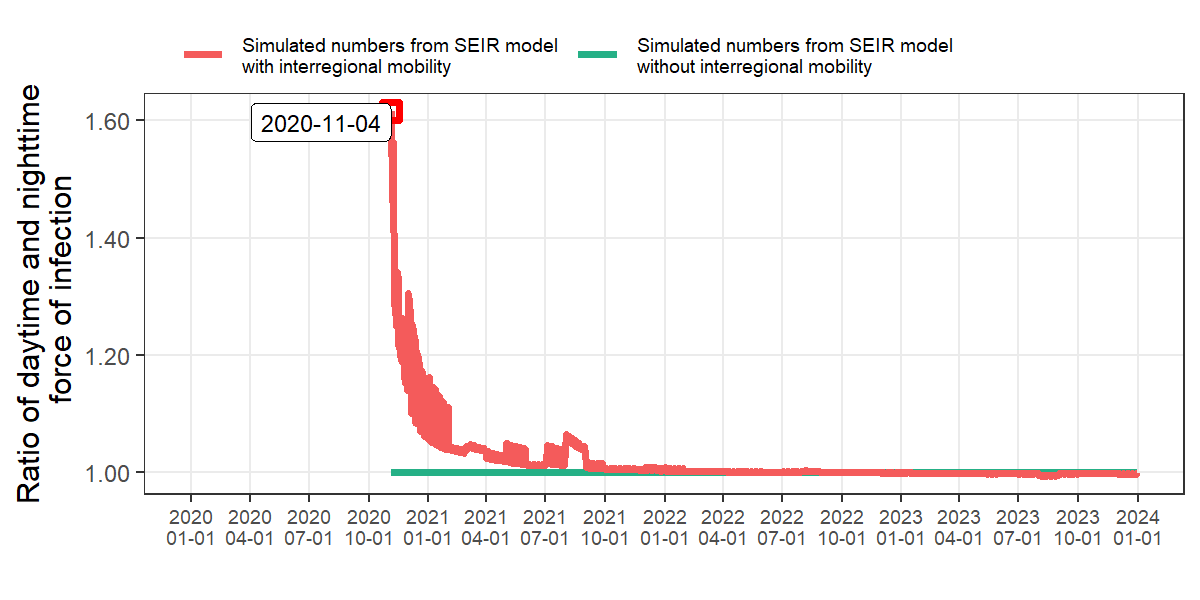 Simulated numbers from SEIR model
with interregional mobility
Simulated numbers from SEIR model
without interregional mobility
Ratio of daytime and nighttime
force of infection
1.60
1.40
1.20
1.00
2020-11-04
2020 2020 2020 2020 2021 2021 2021 2021 2022 2022 2022 2022 2023 2023 2023 2023 2024
01-01 04-01 07-01 10-01 01-01 04-01 07-01 10-01 01-01 04-01 07-01 10-01 01-01 04-01 07-01 10-01 01-01